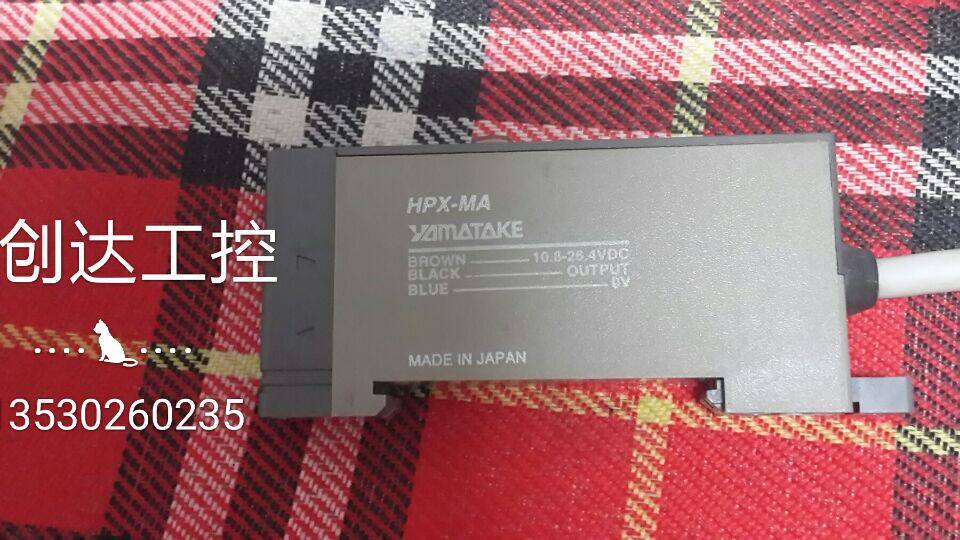 HPX-MA
YAMATAKE
BROWN 10.8-26.4VDC
BLACK OUTPUT
BLUE 0V
MADE IN JAPAN
创达工控
3530260235